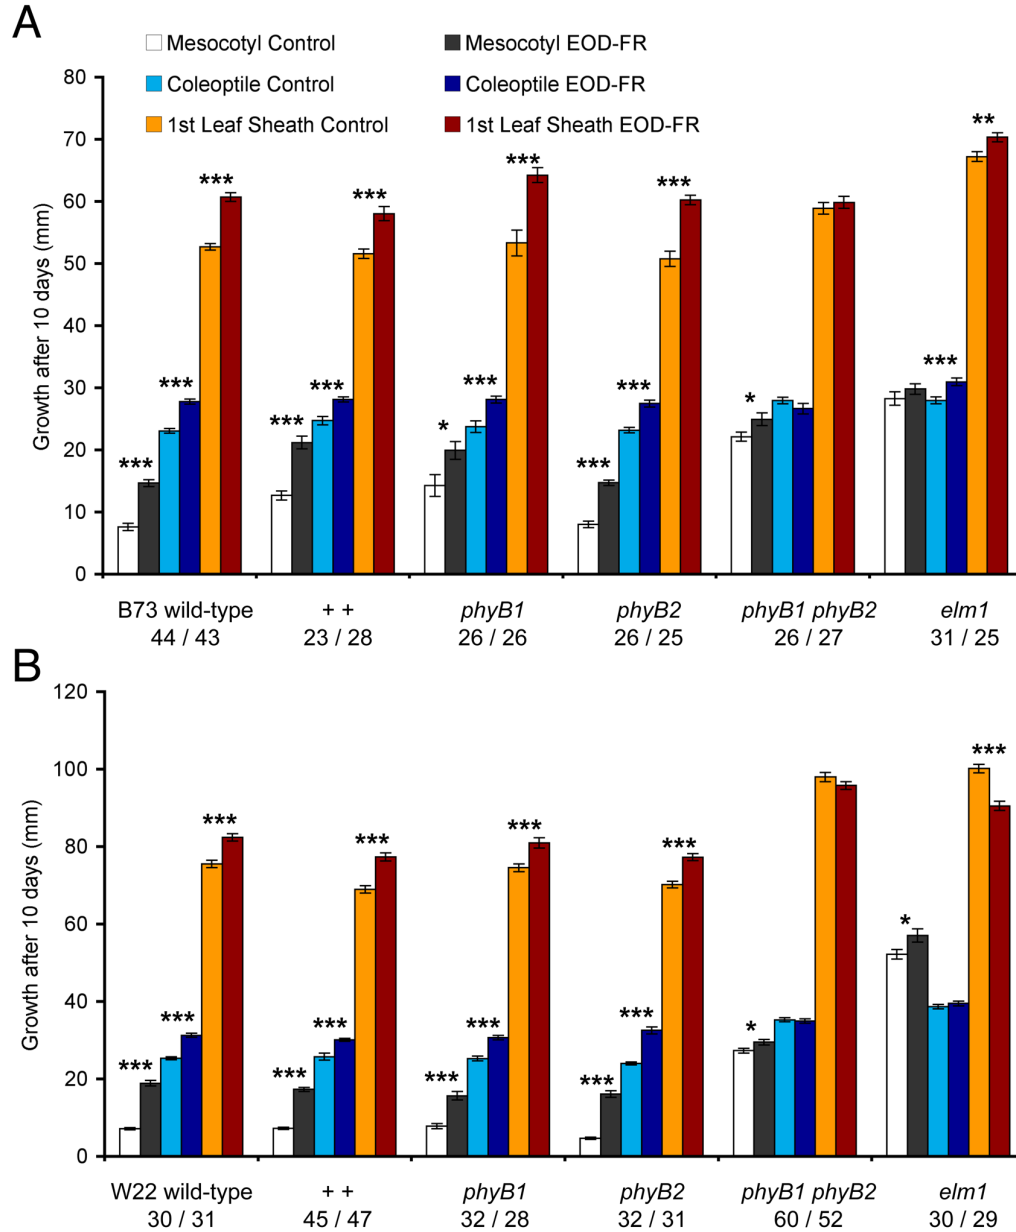 A
Mesocotyl Control Mesocotyl EOD-FR
Coleoptile Control Coleoptile EOD-FR
1st Leaf Sheath Control 1st Leaf Sheath EOD-FR
Growth after 10 days (mm)
80
70
60
50
40
30
20
10
0
*** *** *** *** *** *** * *** *** *** *** *** * *** **
B73 wild-type + + phyB1 phyB2 phyB1 phyB2 elm1
44 / 43 23 / 28 26 / 26 26 / 25 26 / 27 31 / 25
B
Growth after 10 days (mm)
120
100
80
60
40
20
0
*** *** *** *** *** *** *** *** *** *** *** *** * * ***
W22 wild-type + + phyB1 phyB2 phyB1 phyB2 elm1
30 / 31 45 / 47 32 / 28 32 / 31 60 / 52 30 / 29